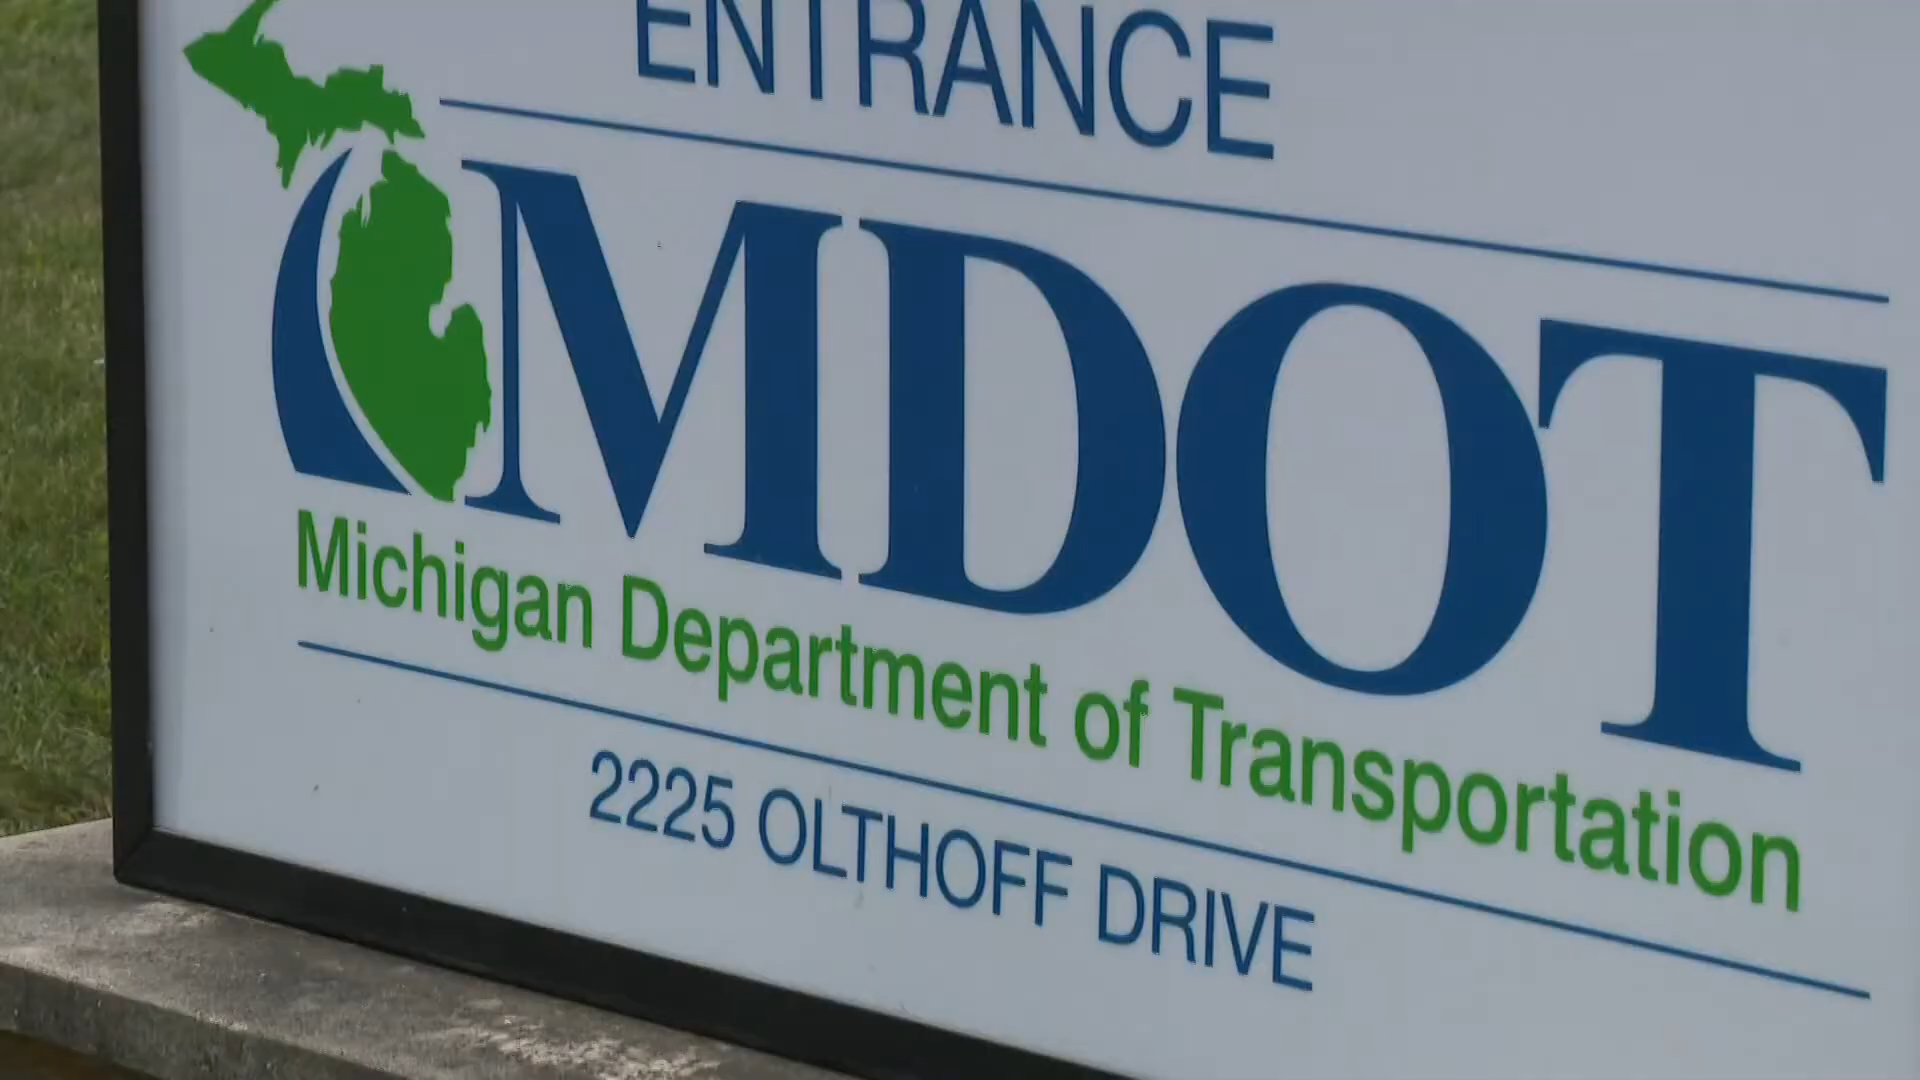 ENTRANCE
MDOT
Michigan Department of Transportation
2225 OLTHOFF DRIVE